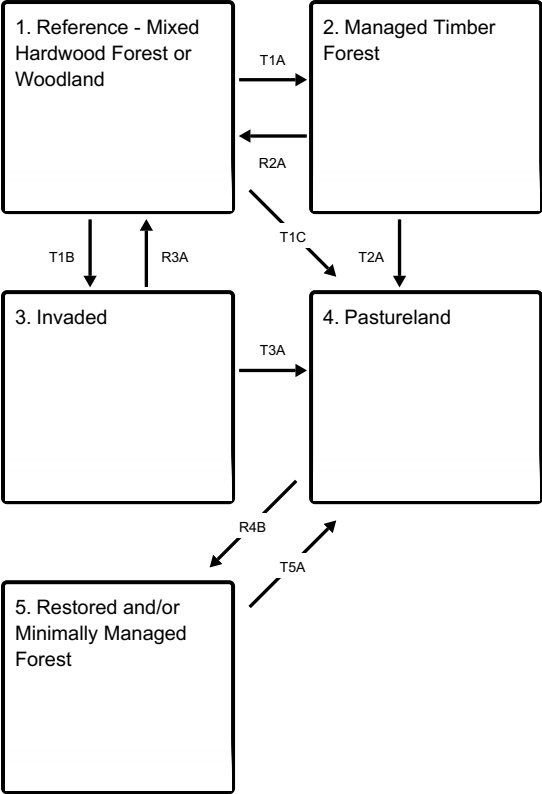 1. Reference - Mixed
Hardwood Forest or
Woodland
T1A
2. Managed Timber
Forest
R2A
T1C
T1B
R3A
T2A
3. Invaded
T3A
4. Pastureland
R4B
T5A
5. Restored and/or
Minimally Managed
Forest